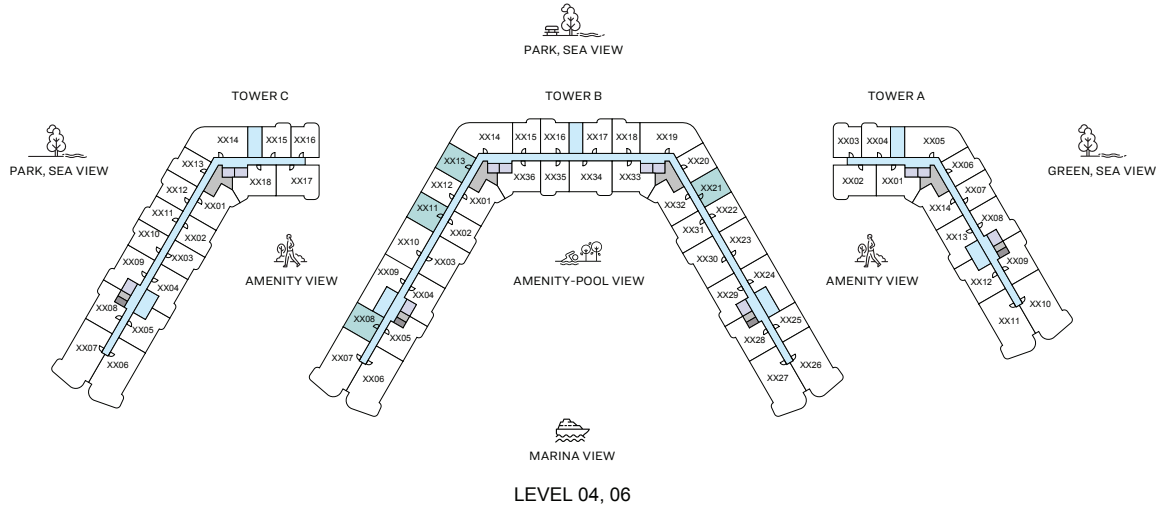 PARK, SEA VIEW
TOWER C
TOWER B
TOWER A
XX14
XX15
XX16
XX13
XX12
XX11
XX10
XX09
XX08
XX07
XX06
XX05
XX04
XX03
XX02
XX01
XX18
XX17
PARK, SEA VIEW
AMENITY VIEW
XX14
XX15
XX16
XX17
XX18
XX19
XX13
XX12
XX11
XX10
XX09
XX08
XX07
XX06
XX05
XX04
XX03
XX02
XX01
XX36
XX35
XX34
XX33
XX32
XX31
XX30
XX29
XX28
XX27
XX26
XX25
XX24
XX23
XX22
XX21
XX20
AMENITY-POOL VIEW
AMENITY VIEW
XX03
XX04
XX05
XX06
XX07
XX08
XX09
XX10
XX11
XX12
XX13
XX14
XX01
XX02
GREEN, SEA VIEW
MARINA VIEW
LEVEL 04, 06